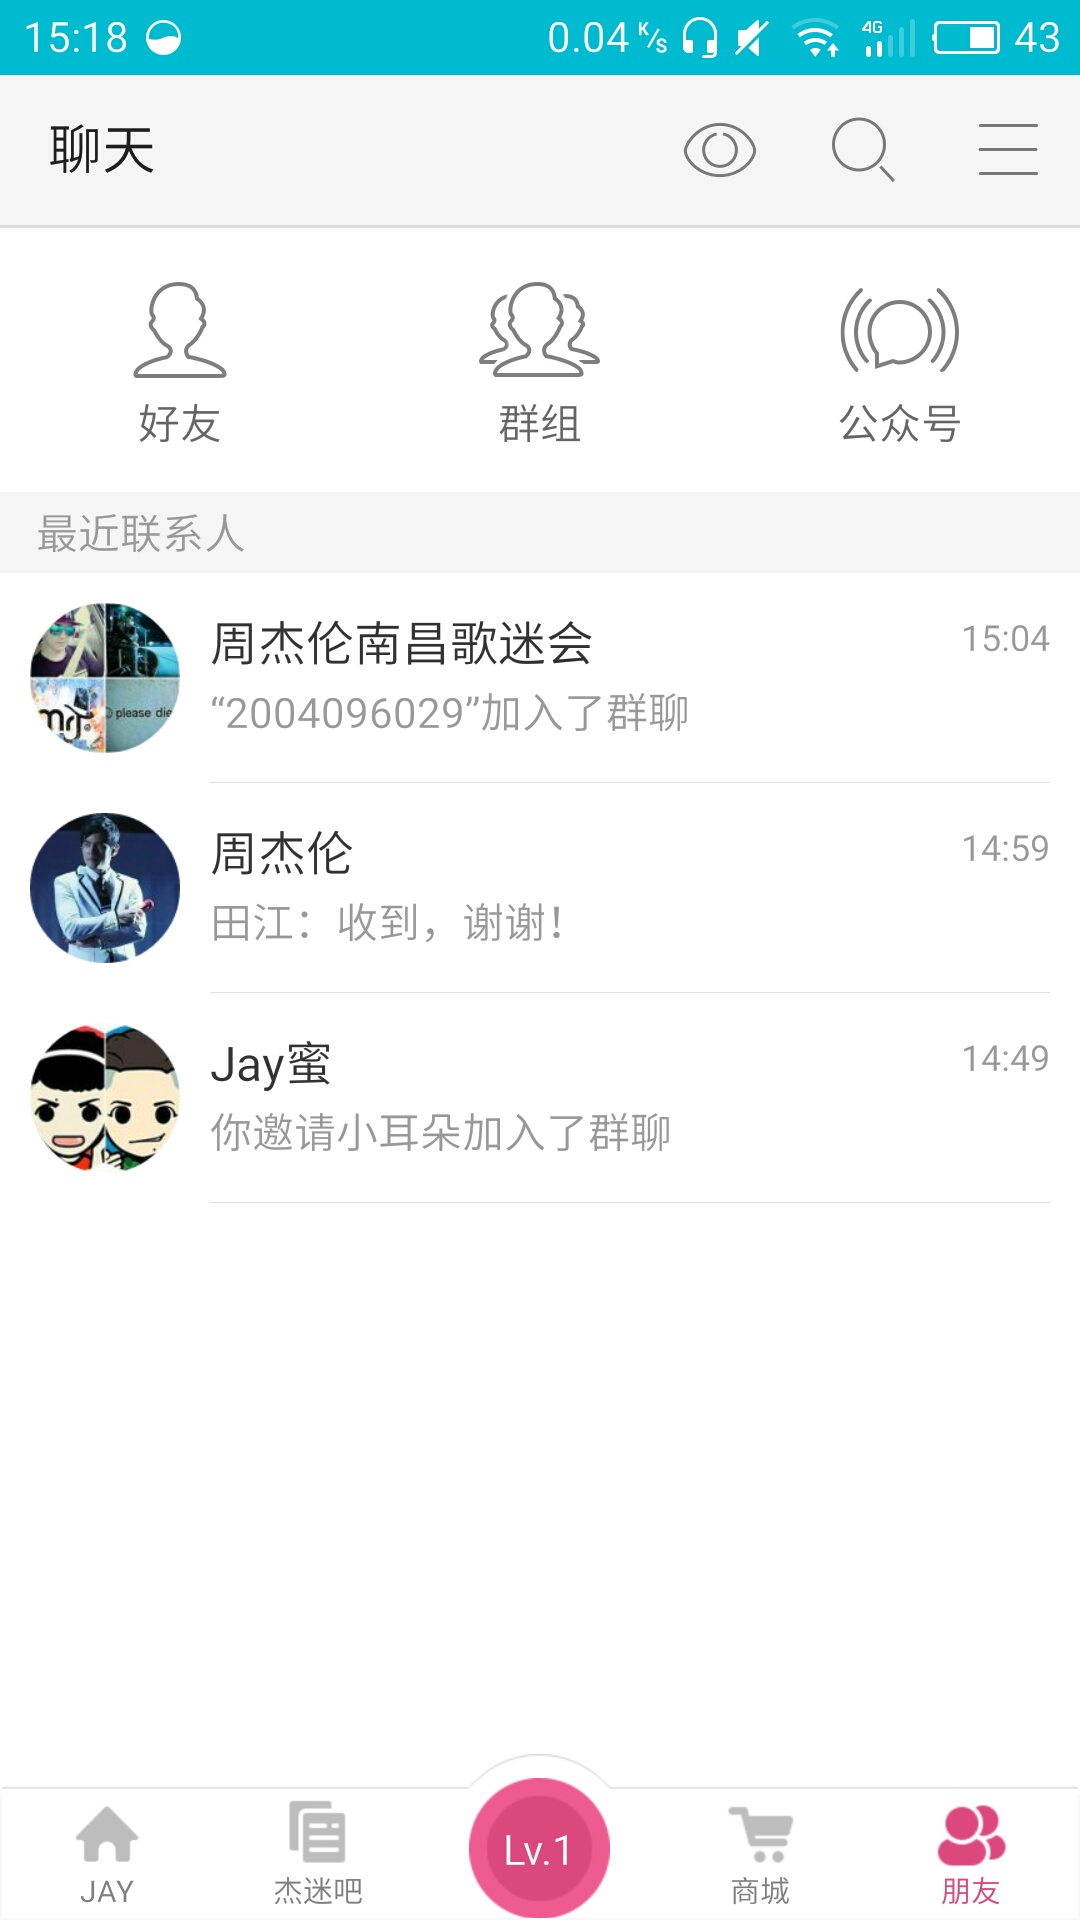 15:18 0.04 K/s 4G 43
聊天
好友 群组 公众号
最近联系人
周杰伦南昌歌迷会 15:04
“2004096029”加入了群聊
please die
周杰伦 14:59
田江：收到，谢谢！
Jay蜜 14:49
你邀请小耳朵加入了群聊
Lv.1
JAY 杰迷吧 商城 朋友